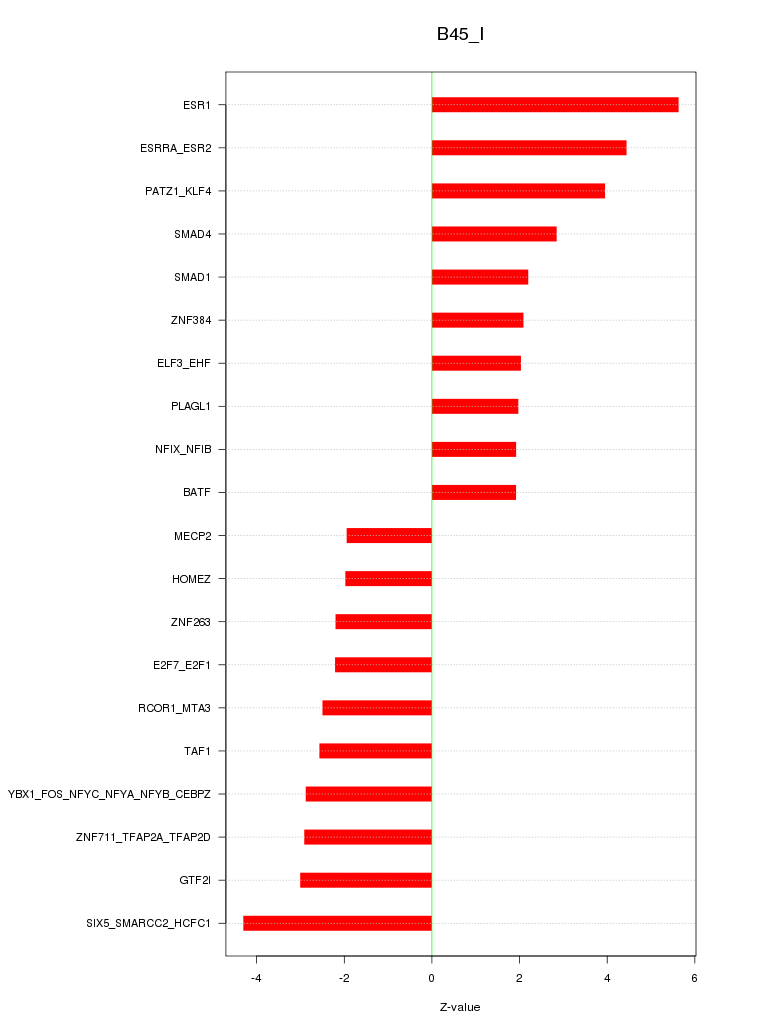 B45_I
ESR1
ESRRA_ESR2
PATZ1_KLF4
SMAD4
SMAD1
ZNF384
ELF3_EHF
PLAGL1
NFIX_NFIB
BATF
MECP2
HOMEZ
ZNF263
E2F7_E2F1
RCOR1_MTA3
TAF1
YBX1_FOS_NFYC_NFYA_NFYB_CEBPZ
ZNF711_TFAP2A_TFAP2D
GTF2I
SIX5_SMARCC2_HCFC1
-4 -2 0 2 4 6
Z-value